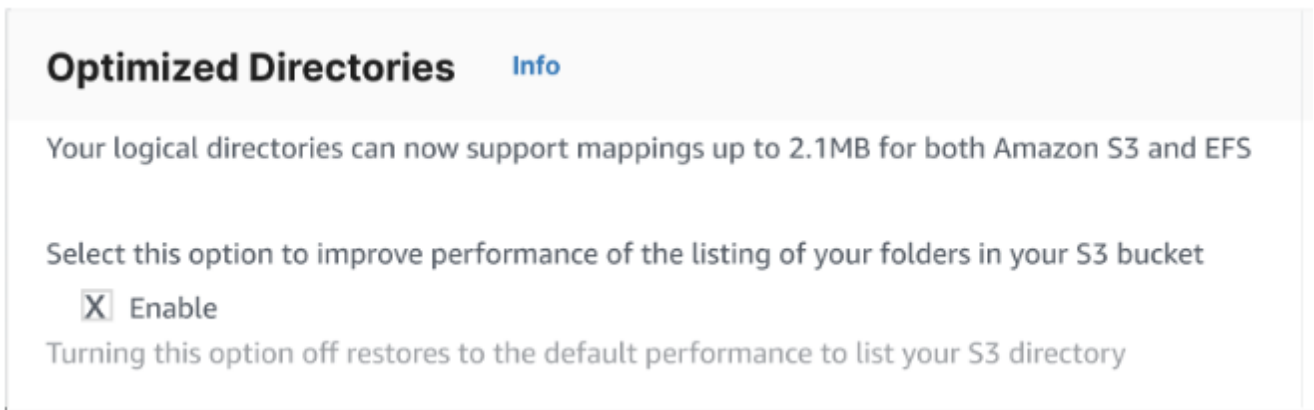 Optimized Directories Info
Your logical directories can now support mappings up to 2.1MB for both Amazon S3 and EFS
Select this option to improve performance of the listing of your folders in your S3 bucket
X Enable
Turning this option off restores to the default performance to list your S3 directory